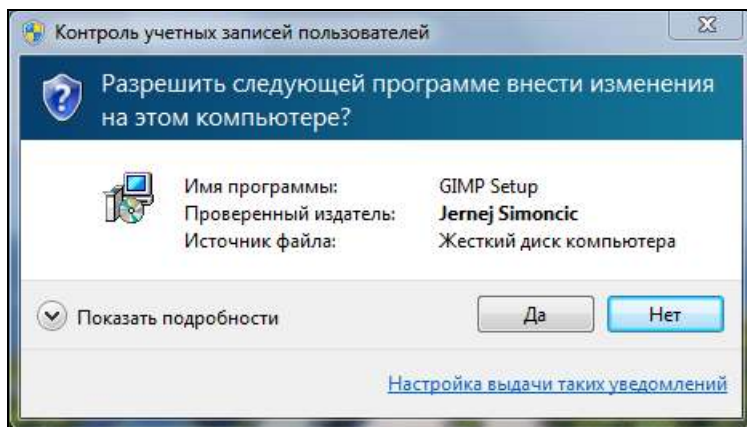 Контроль учетных записей пользователей
Разрешить следующей программе внести изменения
на этом компьютере?
Имя программы: GIMP Setup
Проверенный издатель: Jernej Simoncic
Источник файла: Жесткий диск компьютера
Показать подробности Да Нет
Настройка выдачи таких уведомлений